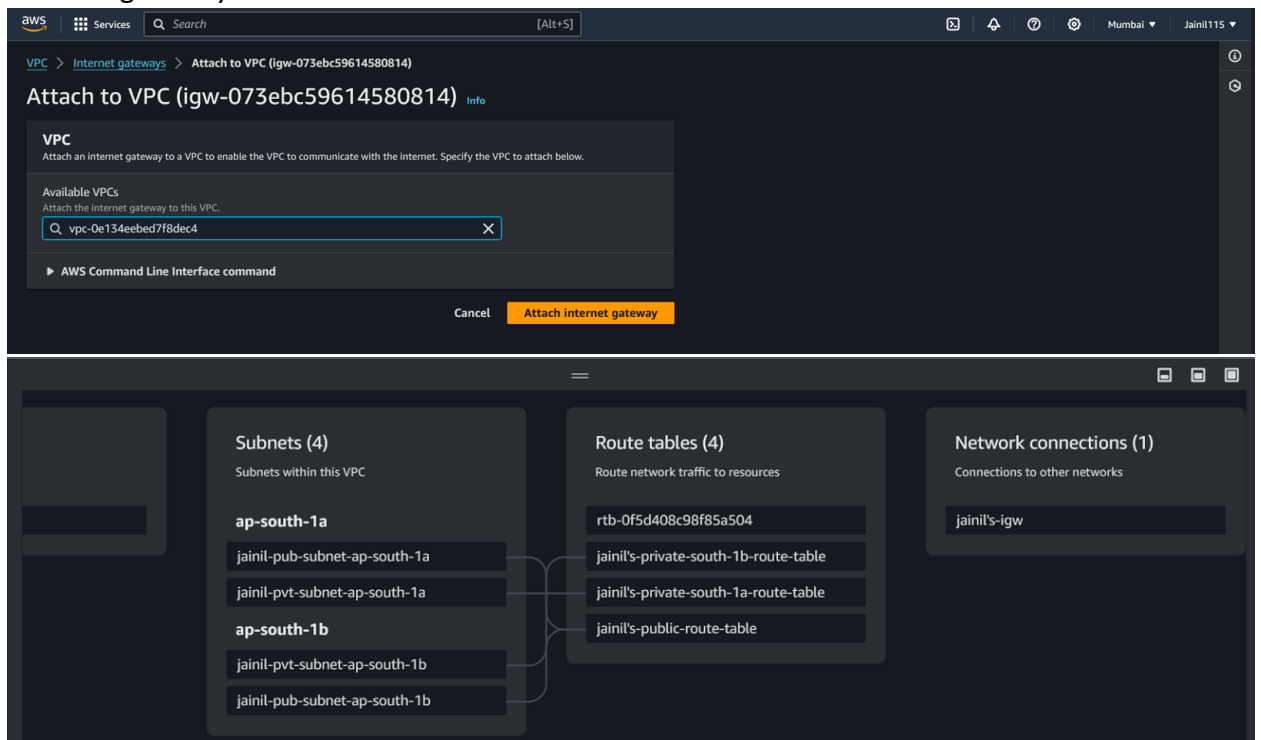 aws Services Search [Alt+S] Mumbai ▼ Jainil115 ▼
VPC > Internet gateways > Attach to VPC (igw-073ebc59614580814)
Attach to VPC (igw-073ebc59614580814) Info
VPC
Attach an internet gateway to a VPC to enable the VPC to communicate with the internet. Specify the VPC to attach below.
Available VPCs
Attach the internet gateway to this VPC.
vpc-0e134eebed7f8dec4
▶ AWS Command Line Interface command
Cancel Attach internet gateway
Subnets (4)
Subnets within this VPC
ap-south-1a
jainil-pub-subnet-ap-south-1a
jainil-pvt-subnet-ap-south-1a
ap-south-1b
jainil-pvt-subnet-ap-south-1b
jainil-pub-subnet-ap-south-1b
Route tables (4)
Route network traffic to resources
rtb-0f5d408c98f85a504
jainil's-private-south-1b-route-table
jainil's-private-south-1a-route-table
jainil's-public-route-table
Network connections (1)
Connections to other networks
jainil's-igw